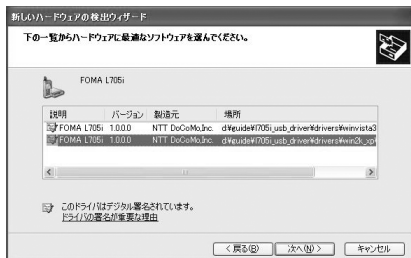 新しいハードウェアの検出ウィザード
下の一覧からハードウェアに最適なソフトウェアを選んでください。
FOMA L705i
説明 バージョン 製造元 場所
FOMA L705i 1.0.0.0 NTT DoCoMo,Inc. d:¥guide¥l705i_usb_driver¥drivers¥winvista3
FOMA L705i 1.0.0.0 NTT DoCoMo,Inc. d:¥guide¥l705i_usb_driver¥drivers¥win2k_xp¥
このドライバはデジタル署名されています。
ドライバの署名が重要な理由
< 戻る(B) 次へ(N) > キャンセル